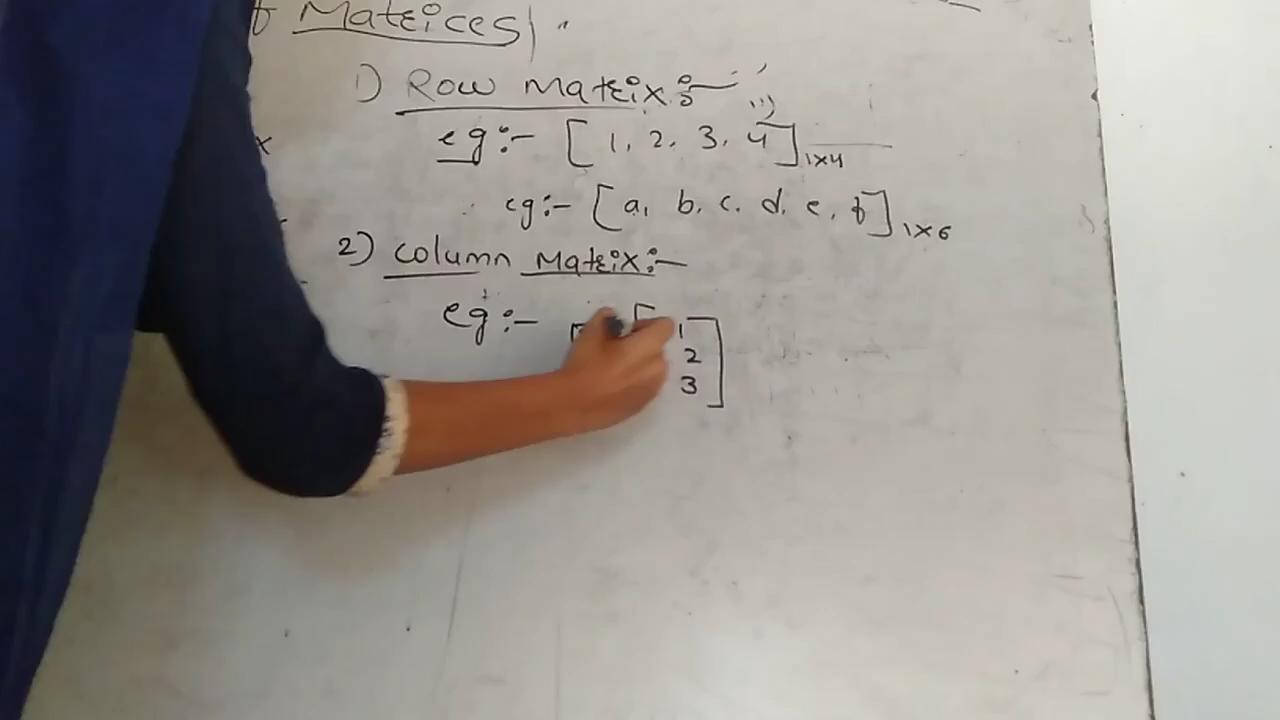 of Matrices
1) Row Matrix:-
eg:- [1, 2, 3, 4]1x4
eg:- [a, b, c, d, e, f]1x6
2) Column Matrix:-
eg:- [1
2
3]